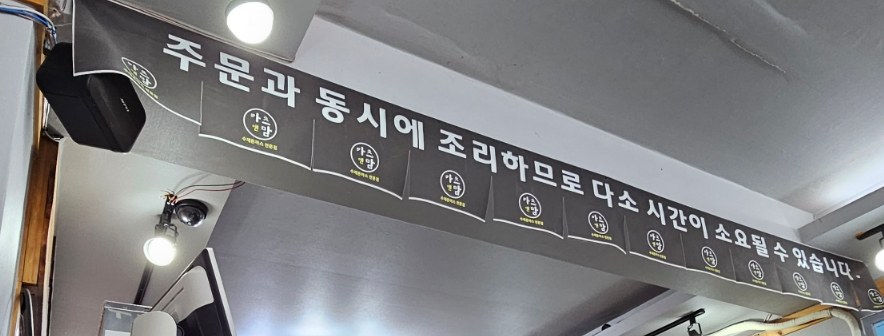 주문과 동시에 조리하므로 다소 시간이 소요될 수 있습니다.